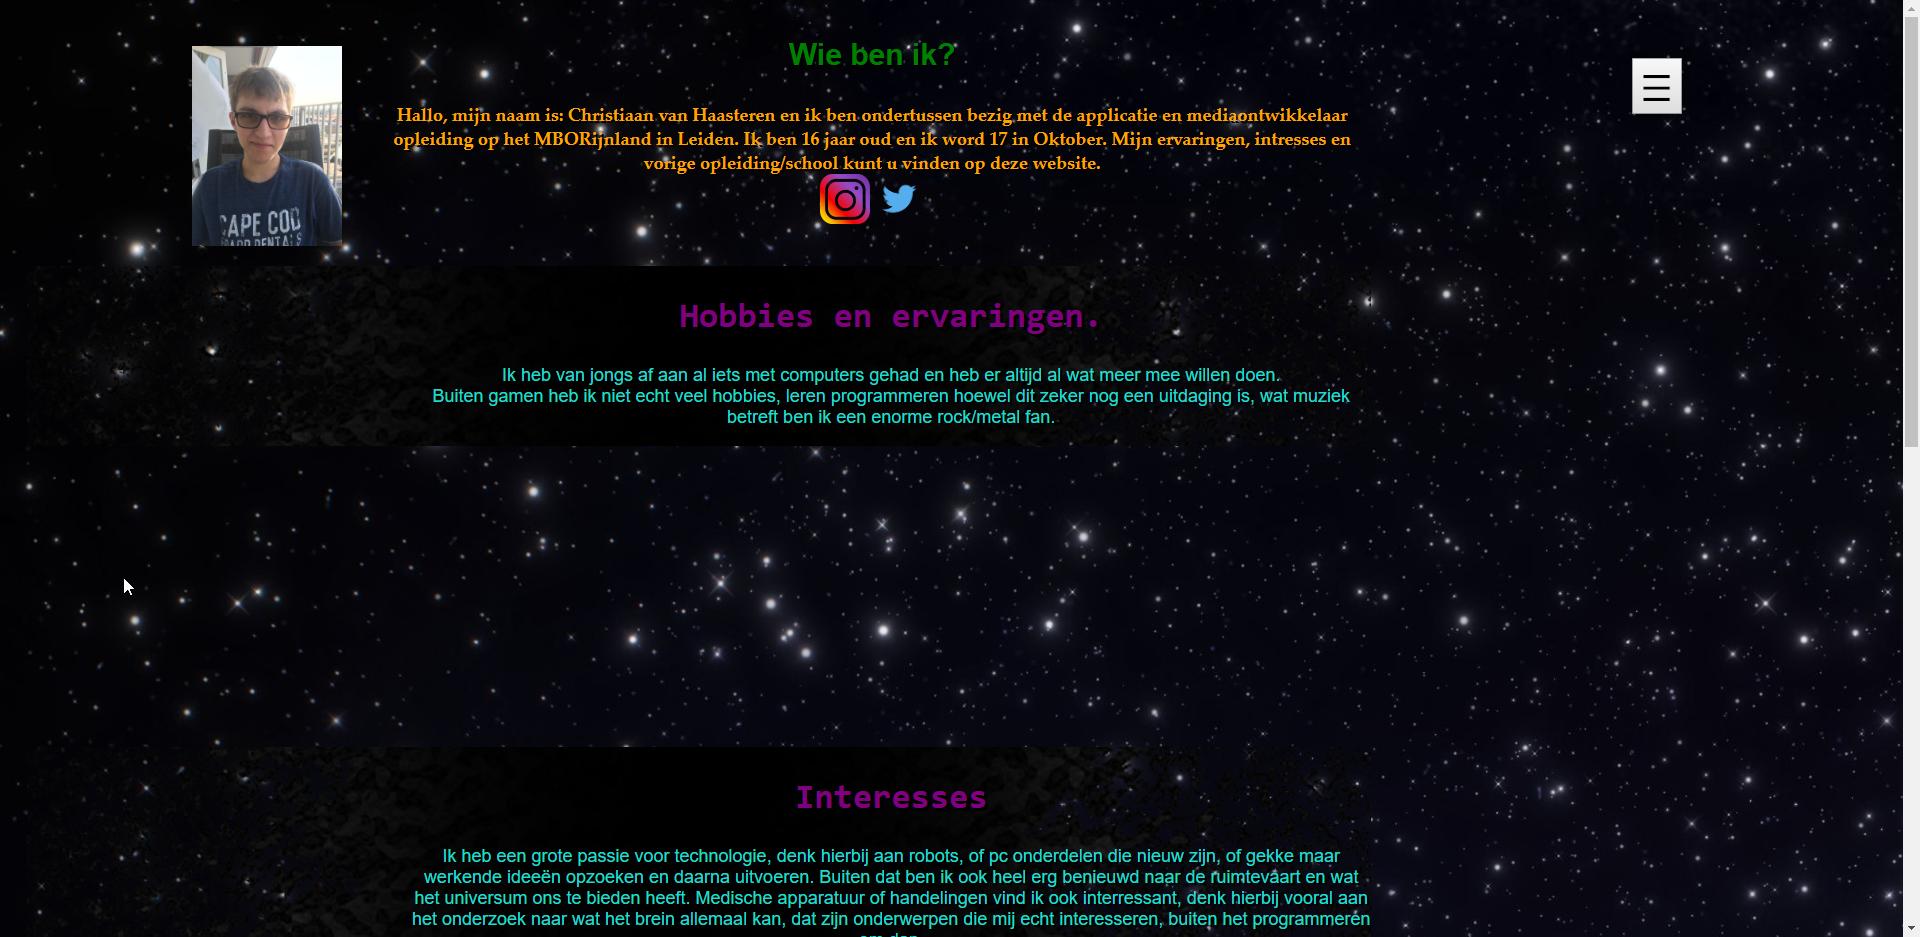 Wie ben ik?
Hallo, mijn naam is: Christiaan van Haasteren en ik ben ondertussen bezig met de applicatie en mediaontwikkelaar
opleiding op het MBORijnland in Leiden. Ik ben 16 jaar oud en ik word 17 in Oktober. Mijn ervaringen, intresses en
vorige opleiding/school kunt u vinden op deze website.
CAPE COD
Hobbies en ervaringen.
Ik heb van jongs af aan al iets met computers gehad en heb er altijd al wat meer mee willen doen.
Buiten gamen heb ik niet echt veel hobbies, leren programmeren hoewel dit zeker nog een uitdaging is, wat muziek
betreft ben ik een enorme rock/metal fan.
Interesses
Ik heb een grote passie voor technologie, denk hierbij aan robots, of pc onderdelen die nieuw zijn, of gekke maar
werkende ideeën opzoeken en daarna uitvoeren. Buiten dat ben ik ook heel erg benieuwd naar de ruimtevaart en wat
het universum ons te bieden heeft. Medische apparatuur of handelingen vind ik ook interressant, denk hierbij vooral aan
het onderzoek naar wat het brein allemaal kan, dat zijn onderwerpen die mij echt interesseren, buiten het programmeren